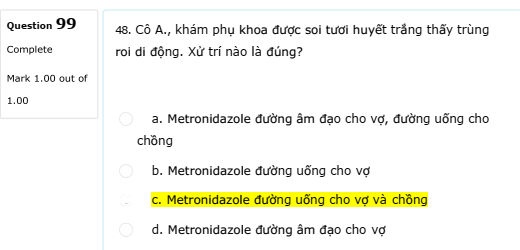 Question 99
Complete
Mark 1.00 out of
1.00
48. Cô A., khám phụ khoa được soi tươi huyết trắng thấy trùng
roi di động. Xử trí nào là đúng?
a. Metronidazole đường âm đạo cho vợ, đường uống cho
chồng
b. Metronidazole đường uống cho vợ
c. Metronidazole đường uống cho vợ và chồng
d. Metronidazole đường âm đạo cho vợ